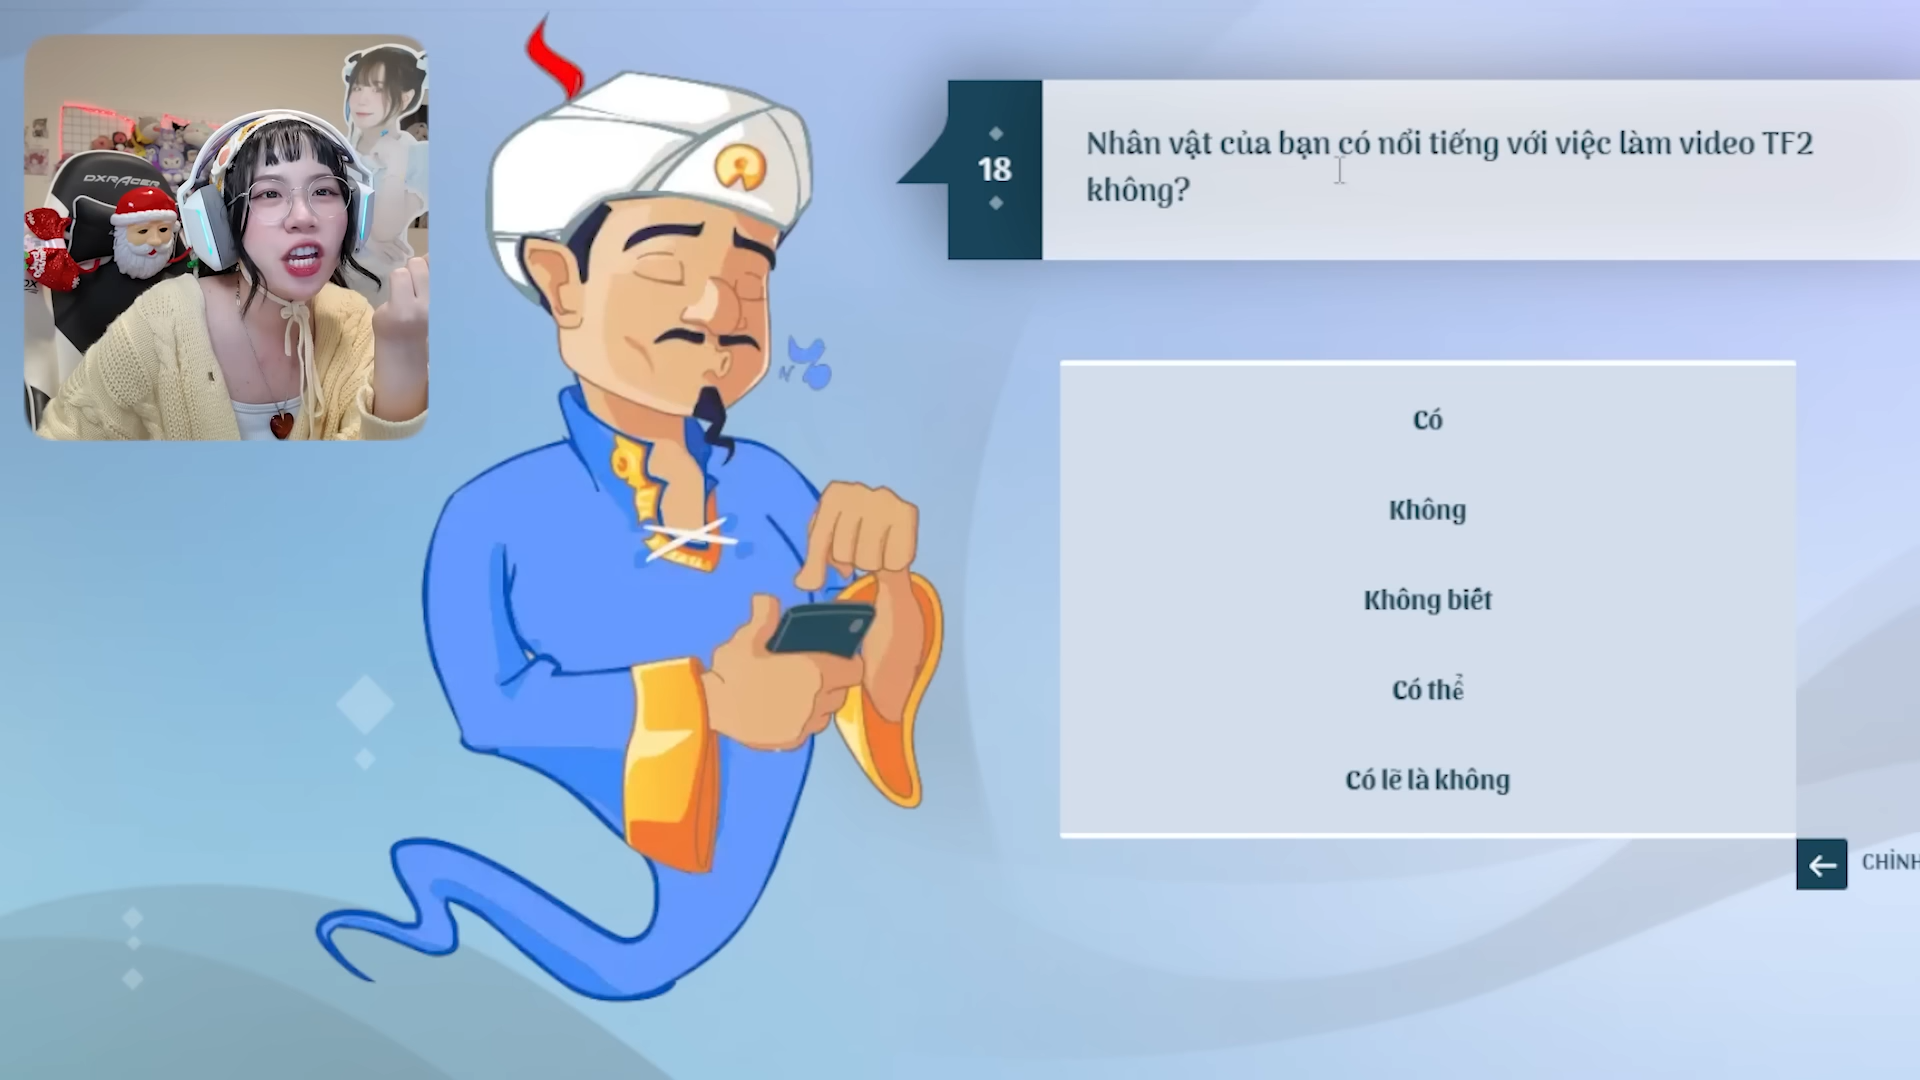 DXRACER
18
Nhân vật của bạn có nổi tiếng với việc làm video TF2
không?
Có
Không
Không biết
Có thể
Có lẽ là không
CHỈNH